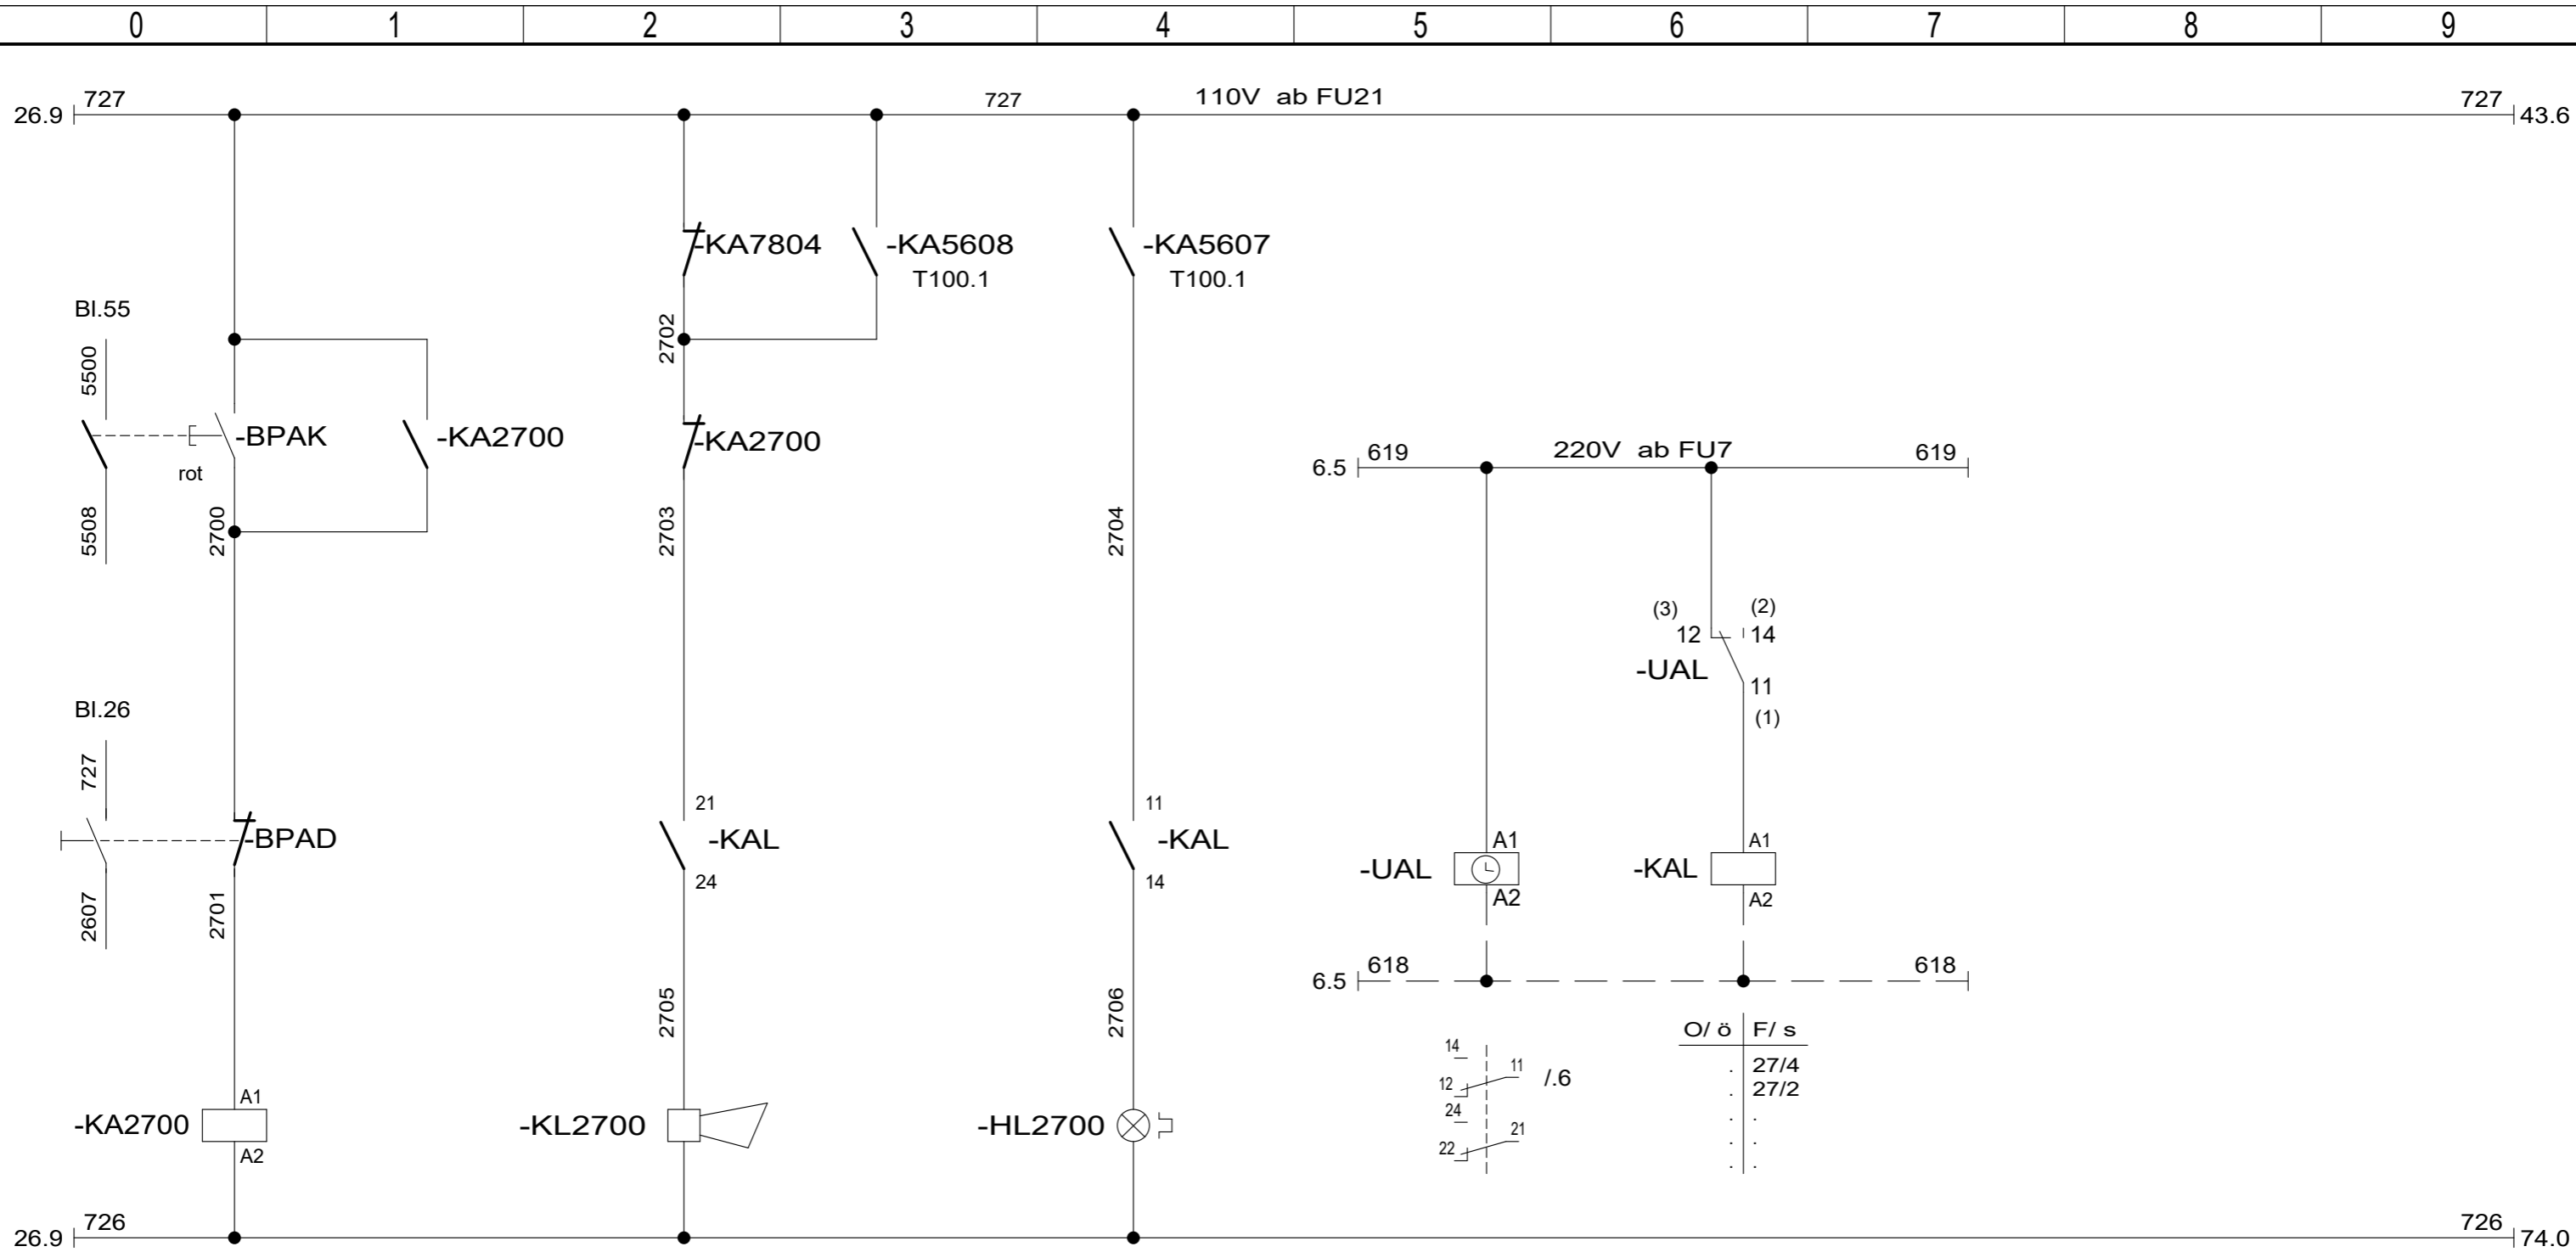 0 1 2 3 4 5 6 7 8 9
26.9 727 727 110V ab FU21 727 43.6
-KA7804 -KA5608 -KA5607
T100.1 T100.1
Bl.55
5500 2702
-BPAK -KA2700 -KA2700
rot
6.5 619 220V ab FU7 619
5508 2700 2703 2704
(3) (2)
12 14
-UAL
11
(1)
Bl.26
727
21 11
-BPAD -KAL -KAL
24 14
A1 A1
-UAL -KAL
A2 A2
2607 2701
6.5 618 618
2705 2706
O/ ö F/ s
14
11 27/4
12 /.6
27/2
24
21
22
A1
-KA2700 -KL2700 -HL2700
A2
26.9 726 726 74.0